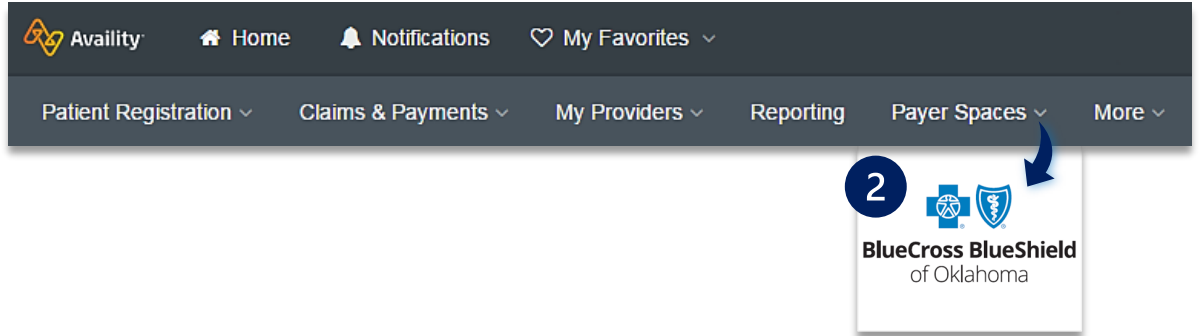 Availity Home Notifications My Favorites
Patient Registration Claims & Payments My Providers Reporting Payer Spaces More
2
BlueCross BlueShield
of Oklahoma